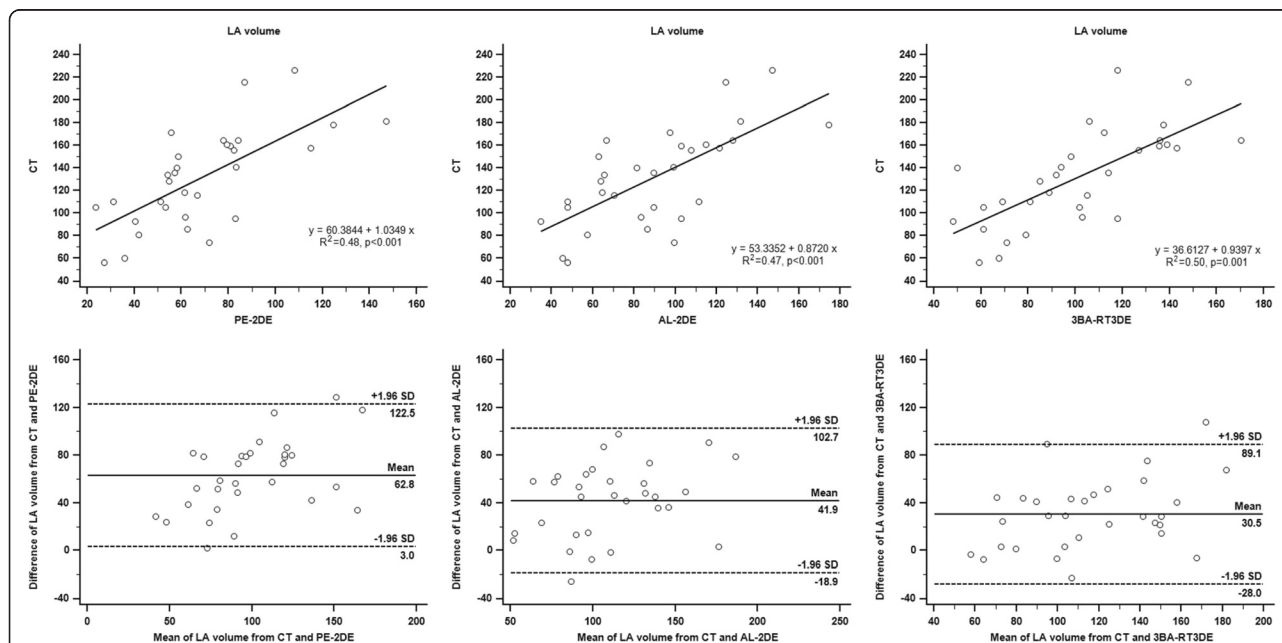 LA volume
240
220
200
180
160
140
120
100
80
60
40
CT
20 40 60 80 100 120 140 160
PE-2DE
y = 60.3844 + 1.0349 x
R²=0.48, p<0.001
LA volume
240
220
200
180
160
140
120
100
80
60
40
CT
20 40 60 80 100 120 140 160 180
AL-2DE
y = 53.3352 + 0.8720 x
R²=0.47, p<0.001
LA volume
240
220
200
180
160
140
120
100
80
60
40
CT
40 60 80 100 120 140 160 180
3BA-RT3DE
y = 36.6127 + 0.9397 x
R²=0.50, p=0.001
160
120
80
40
0
-40
Difference of LA volume from CT and PE-2DE
+1.96 SD
122.5
Mean
62.8
-1.96 SD
3.0
0 50 100 150 200
Mean of LA volume from CT and PE-2DE
160
120
80
40
0
-40
Difference of LA volume from CT and AL-2DE
+1.96 SD
102.7
Mean
41.9
-1.96 SD
-18.9
50 100 150 200 250
Mean of LA volume from CT and AL-2DE
160
120
80
40
0
-40
Difference of LA volume from CT and 3BA-RT3DE
+1.96 SD
89.1
Mean
30.5
-1.96 SD
-28.0
40 60 80 100 120 140 160 180 200
Mean of LA volume from CT and 3BA-RT3DE